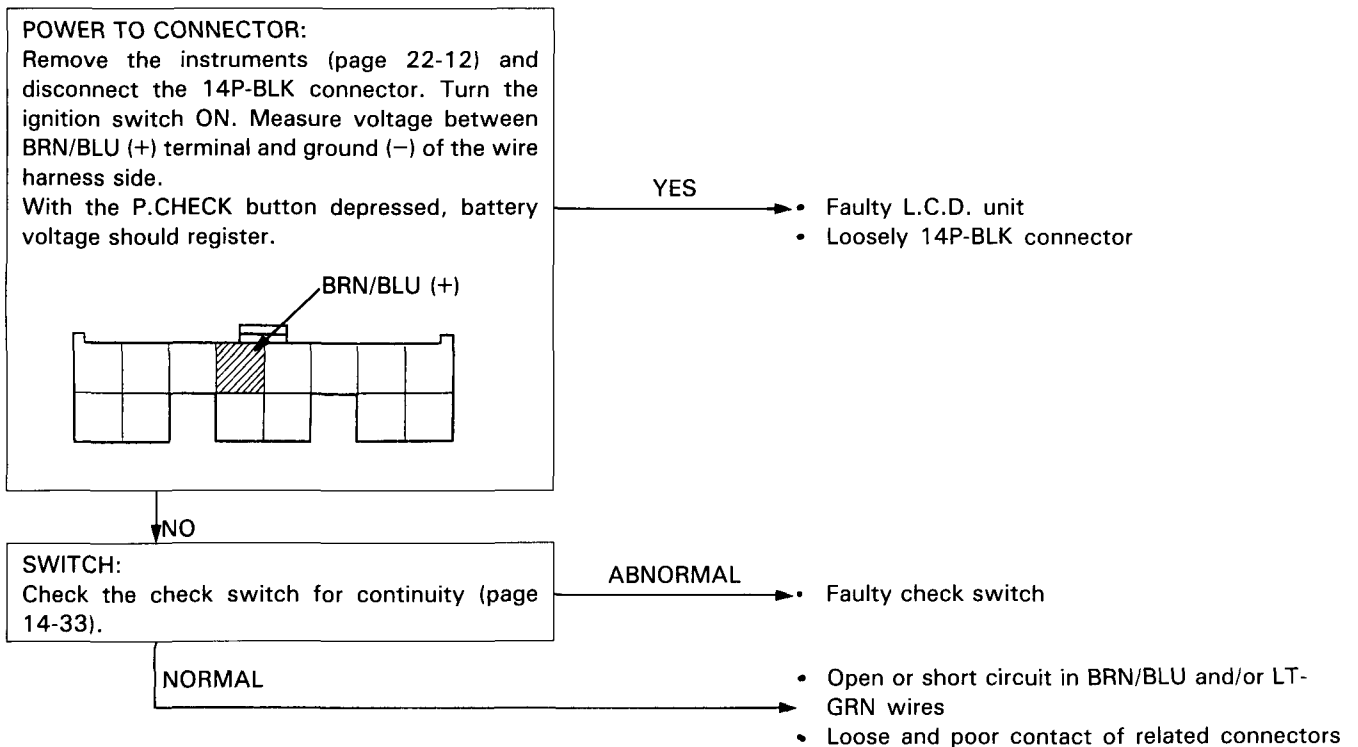 POWER TO CONNECTOR:
Remove the instruments (page 22-12) and
disconnect the 14P-BLK connector. Turn the
ignition switch ON. Measure voltage between
BRN/BLU (+) terminal and ground (−) of the wire
harness side.
With the P.CHECK button depressed, battery
voltage should register.
BRN/BLU (+)
YES
• Faulty L.C.D. unit
• Loosely 14P-BLK connector
NO
SWITCH:
Check the check switch for continuity (page
14-33).
ABNORMAL
• Faulty check switch
NORMAL
• Open or short circuit in BRN/BLU and/or LT-
GRN wires
• Loose and poor contact of related connectors